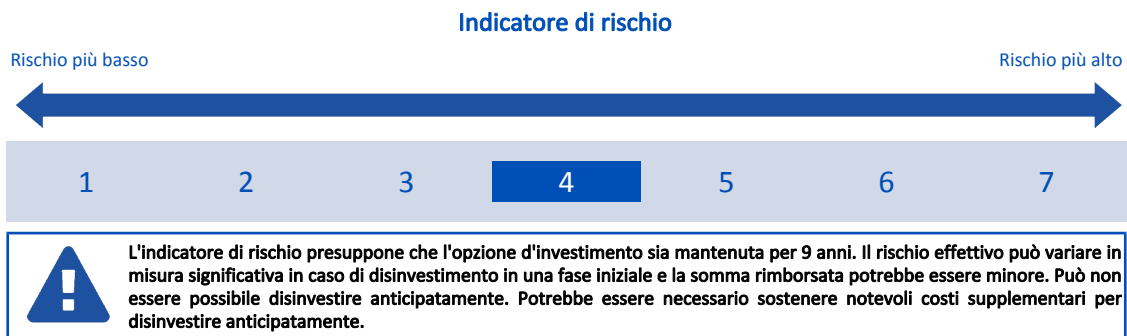 Indicatore di rischio
Rischio più basso
Rischio più alto
1 2 3 4 5 6 7
L'indicatore di rischio presuppone che l'opzione d'investimento sia mantenuta per 9 anni. Il rischio effettivo può variare in
misura significativa in caso di disinvestimento in una fase iniziale e la somma rimborsata potrebbe essere minore. Può non
essere possibile disinvestire anticipatamente. Potrebbe essere necessario sostenere notevoli costi supplementari per
disinvestire anticipatamente.